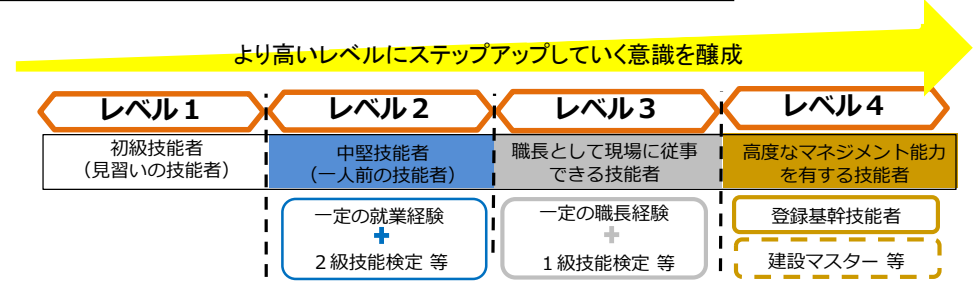 より高いレベルにステップアップしていく意識を醸成
レベル１
レベル２
レベル３
レベル４
初級技能者
（見習いの技能者）
中堅技能者
（一人前の技能者）
職長として現場に従事
できる技能者
高度なマネジメント能力
を有する技能者
一定の就業経験
＋
２級技能検定 等
一定の職長経験
＋
１級技能検定 等
登録基幹技能者
建設マスター 等